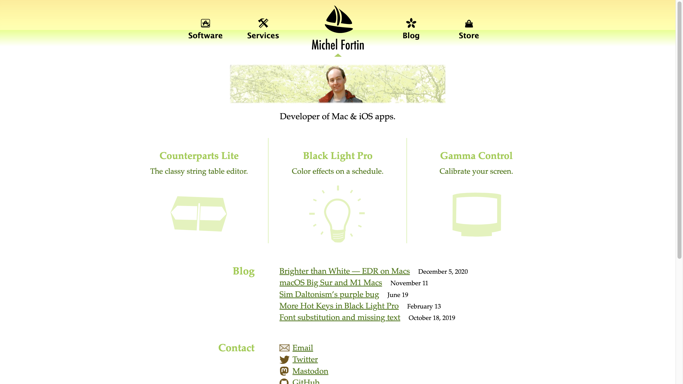 Software
Services
Michel Fortin
Blog
Store
Developer of Mac & iOS apps.
Counterparts Lite
The classy string table editor.
Black Light Pro
Color effects on a schedule.
Gamma Control
Calibrate your screen.
Blog
Brighter than White — EDR on Macs December 5, 2020
macOS Big Sur and M1 Macs November 11
Sim Daltonism’s purple bug June 19
More Hot Keys in Black Light Pro February 13
Font substitution and missing text October 18, 2019
Contact
Email
Twitter
Mastodon
GitHub